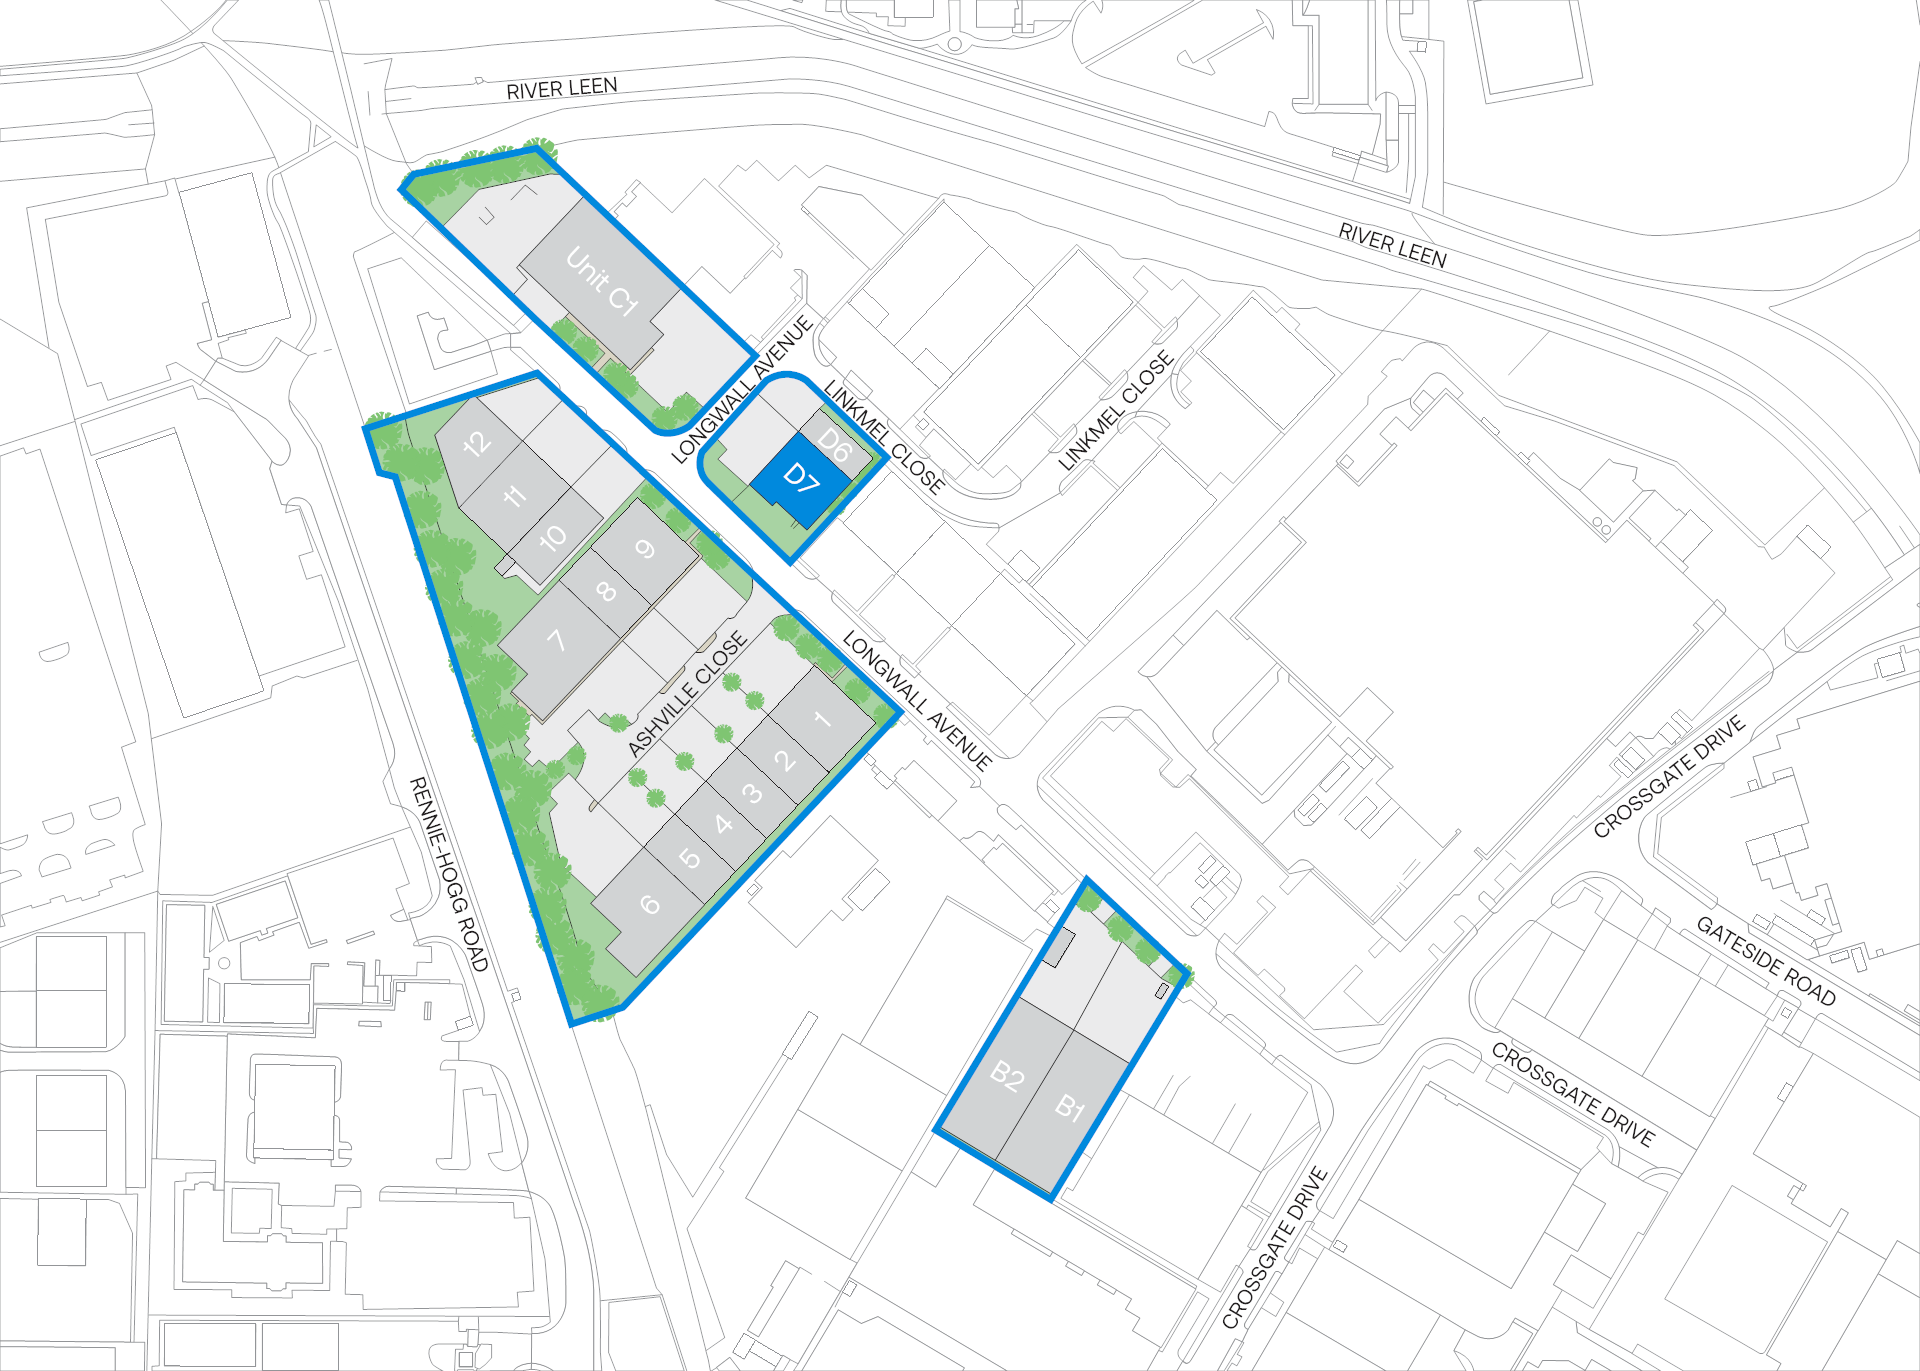 RIVER LEEN
RIVER LEEN
Unit C1
LONGWALL AVENUE
LINKMEL CLOSE
LINKMEL CLOSE
D6
D7
12
11
10
9
8
7
ASHVILLE CLOSE
LONGWALL AVENUE
1
2
3
4
5
6
RENNIE-HOGG ROAD
CROSSGATE DRIVE
GATESIDE ROAD
CROSSGATE DRIVE
B2
B1
CROSSGATE DRIVE